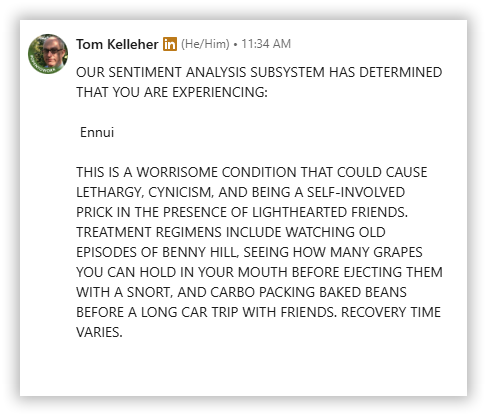 Tom Kelleher in (He/Him) • 11:34 AM
OUR SENTIMENT ANALYSIS SUBSYSTEM HAS DETERMINED
THAT YOU ARE EXPERIENCING:
Ennui
THIS IS A WORRISOME CONDITION THAT COULD CAUSE
LETHARGY, CYNICISM, AND BEING A SELF-INVOLVED
PRICK IN THE PRESENCE OF LIGHTHEARTED FRIENDS.
TREATMENT REGIMENS INCLUDE WATCHING OLD
EPISODES OF BENNY HILL, SEEING HOW MANY GRAPES
YOU CAN HOLD IN YOUR MOUTH BEFORE EJECTING THEM
WITH A SNORT, AND CARBO PACKING BAKED BEANS
BEFORE A LONG CAR TRIP WITH FRIENDS. RECOVERY TIME
VARIES.